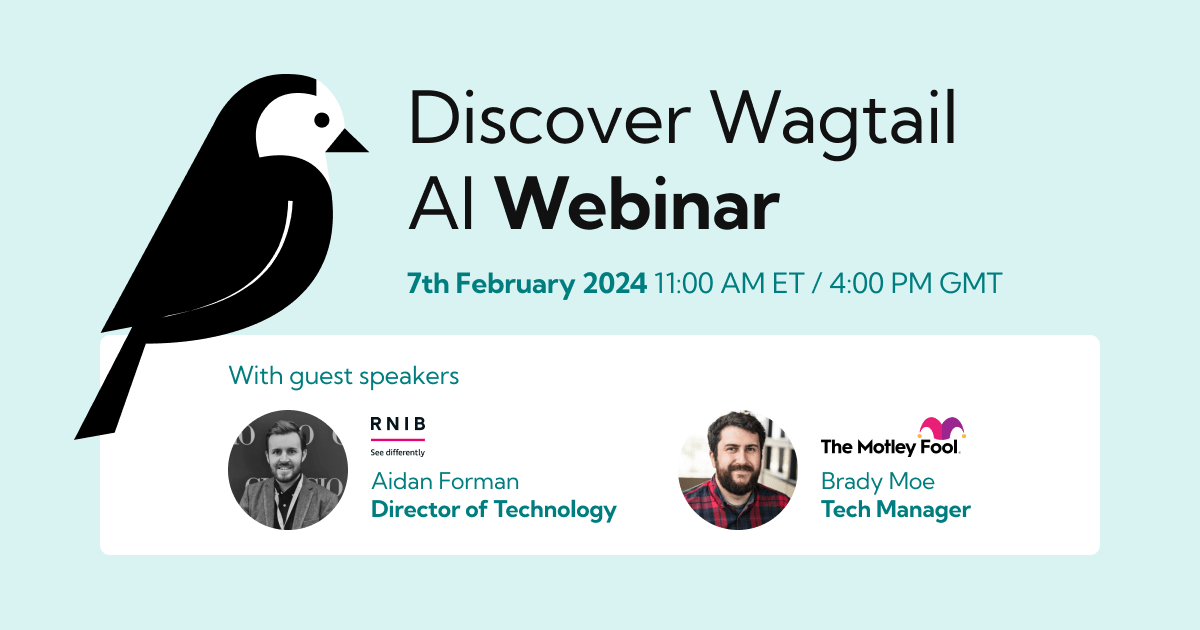 Discover Wagtail
AI Webinar
7th February 2024 11:00 AM ET / 4:00 PM GMT
With guest speakers
RNIB
See differently
Aidan Forman
Director of Technology
The Motley Fool.
Brady Moe
Tech Manager